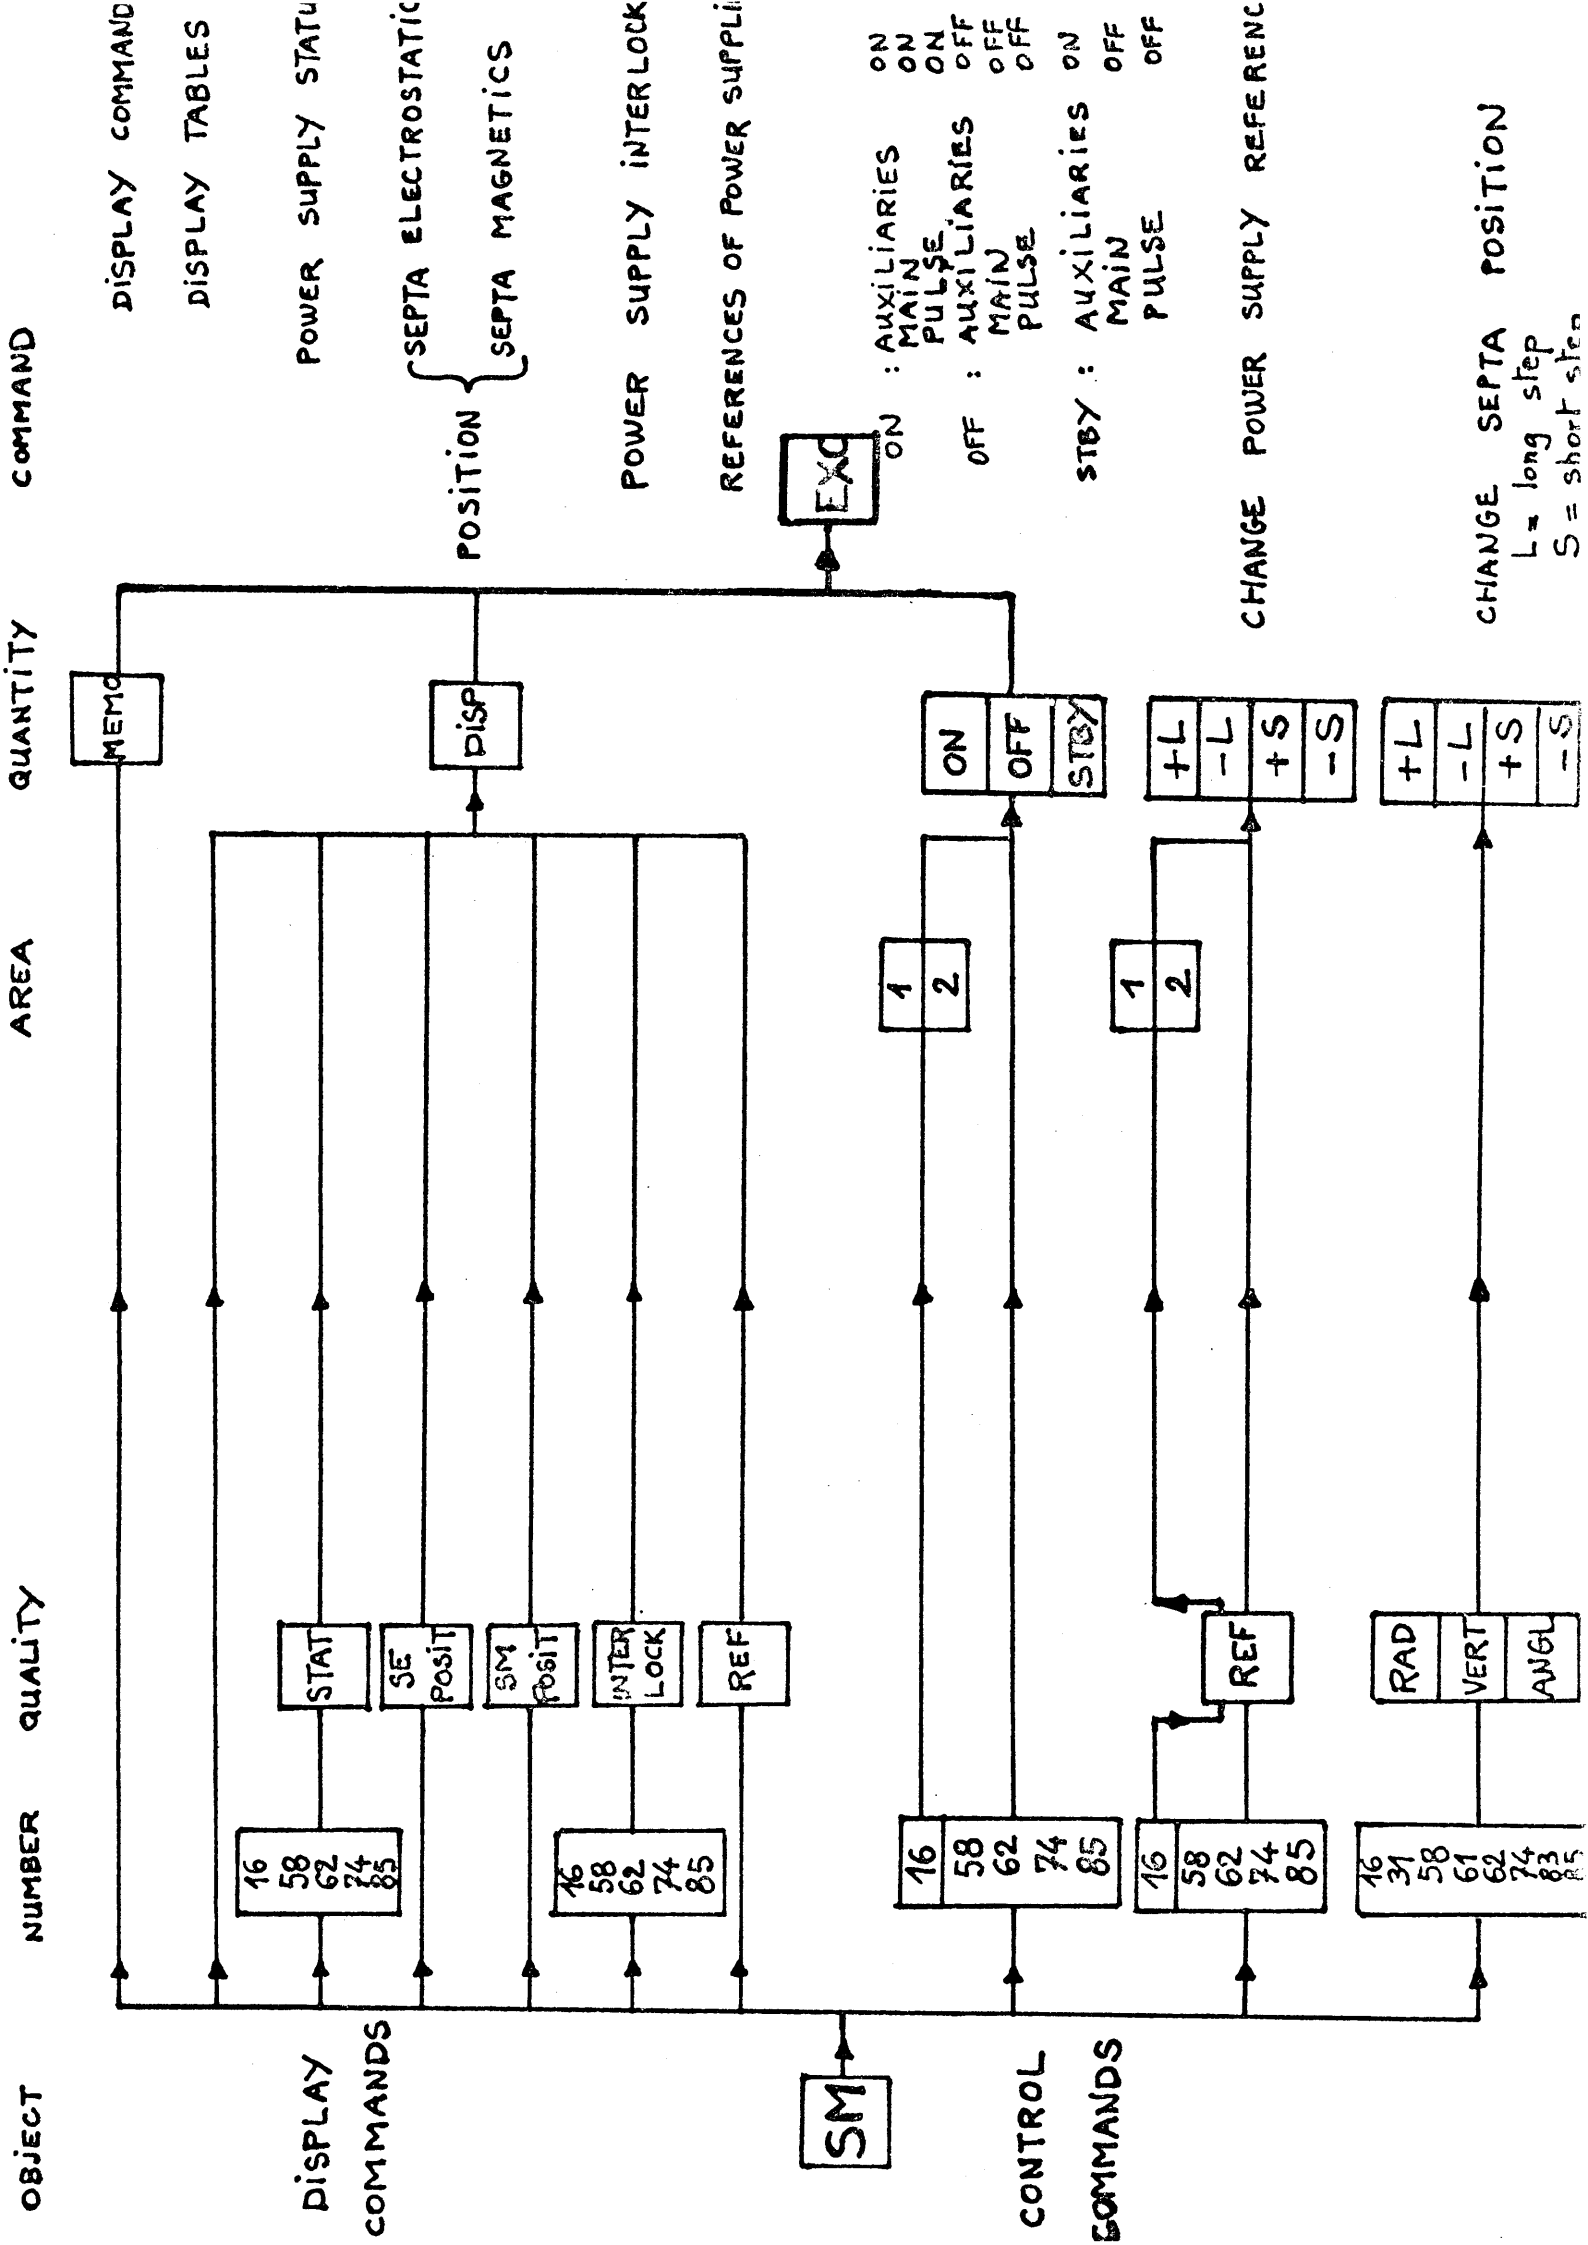 OBJECT NUMBER QUALITY AREA QUANTITY COMMAND
DISPLAY
COMMANDS
MEMO
DISPLAY COMMAND
DISPLAY TABLES
16
58
62
74
85
STAT
POWER SUPPLY STATU
SE
POSIT
DISP
POSITION
SEPTA ELECTROSTATIC
SM
POSIT
SEPTA MAGNETICS
16
58
62
74
85
INTER
LOCK
POWER SUPPLY INTERLOCK
REF
REFERENCES OF POWER SUPPLI
SM
EXC
CONTROL
COMMANDS
16
58
62
74
85
1
2
ON
OFF
STBY
ON : AUXILIARIES ON
MAIN ON
PULSE ON
OFF : AUXILIARIES OFF
MAIN OFF
PULSE OFF
STBY : AUXILIARIES ON
MAIN OFF
PULSE OFF
16
58
62
74
85
REF
1
2
+L
-L
+S
-S
CHANGE POWER SUPPLY REFERENC
16
31
58
61
62
74
83
85
RAD
VERT
ANGL
+L
-L
+S
-S
CHANGE SEPTA POSITION
L = long step
S = short step